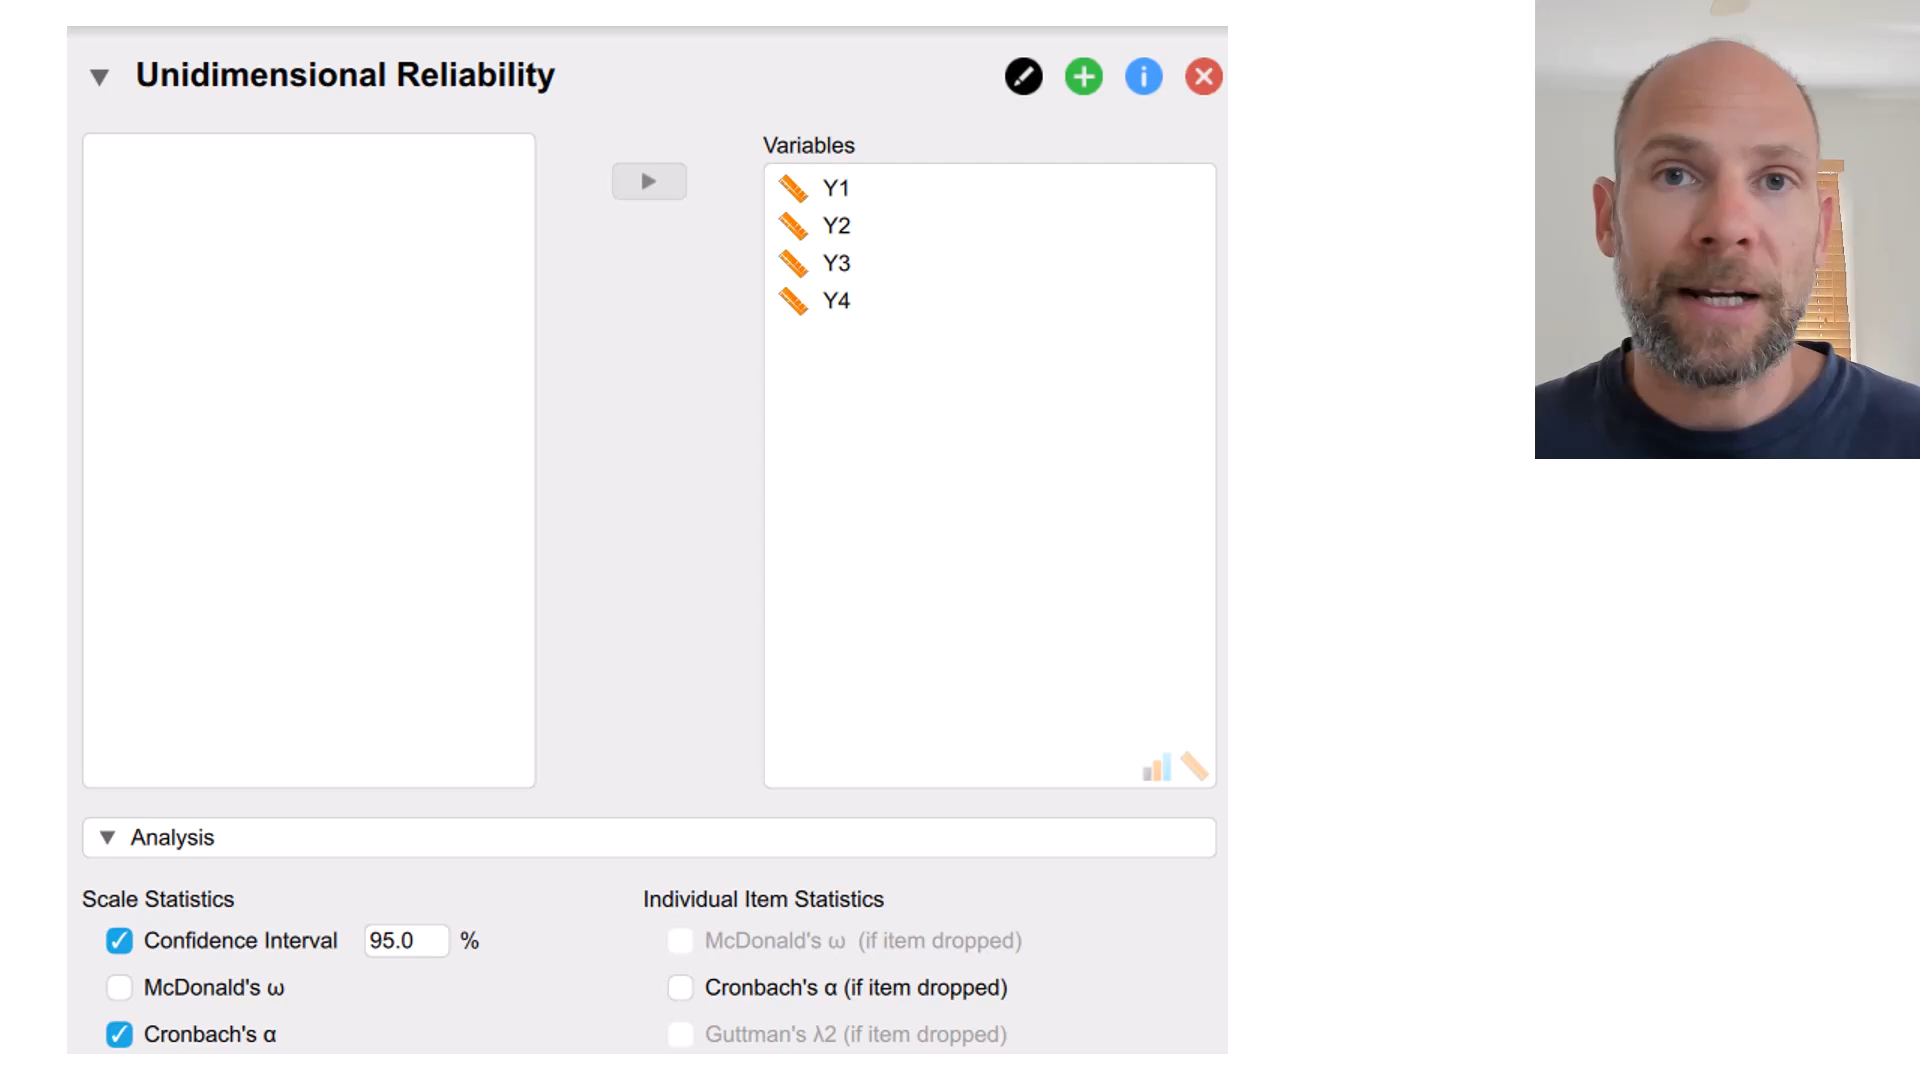 Unidimensional Reliability
Variables
Y1
Y2
Y3
Y4
Analysis
Scale Statistics
Confidence Interval 95.0 %
McDonald's ω
Cronbach's α
Individual Item Statistics
McDonald's ω (if item dropped)
Cronbach's α (if item dropped)
Guttman's λ2 (if item dropped)